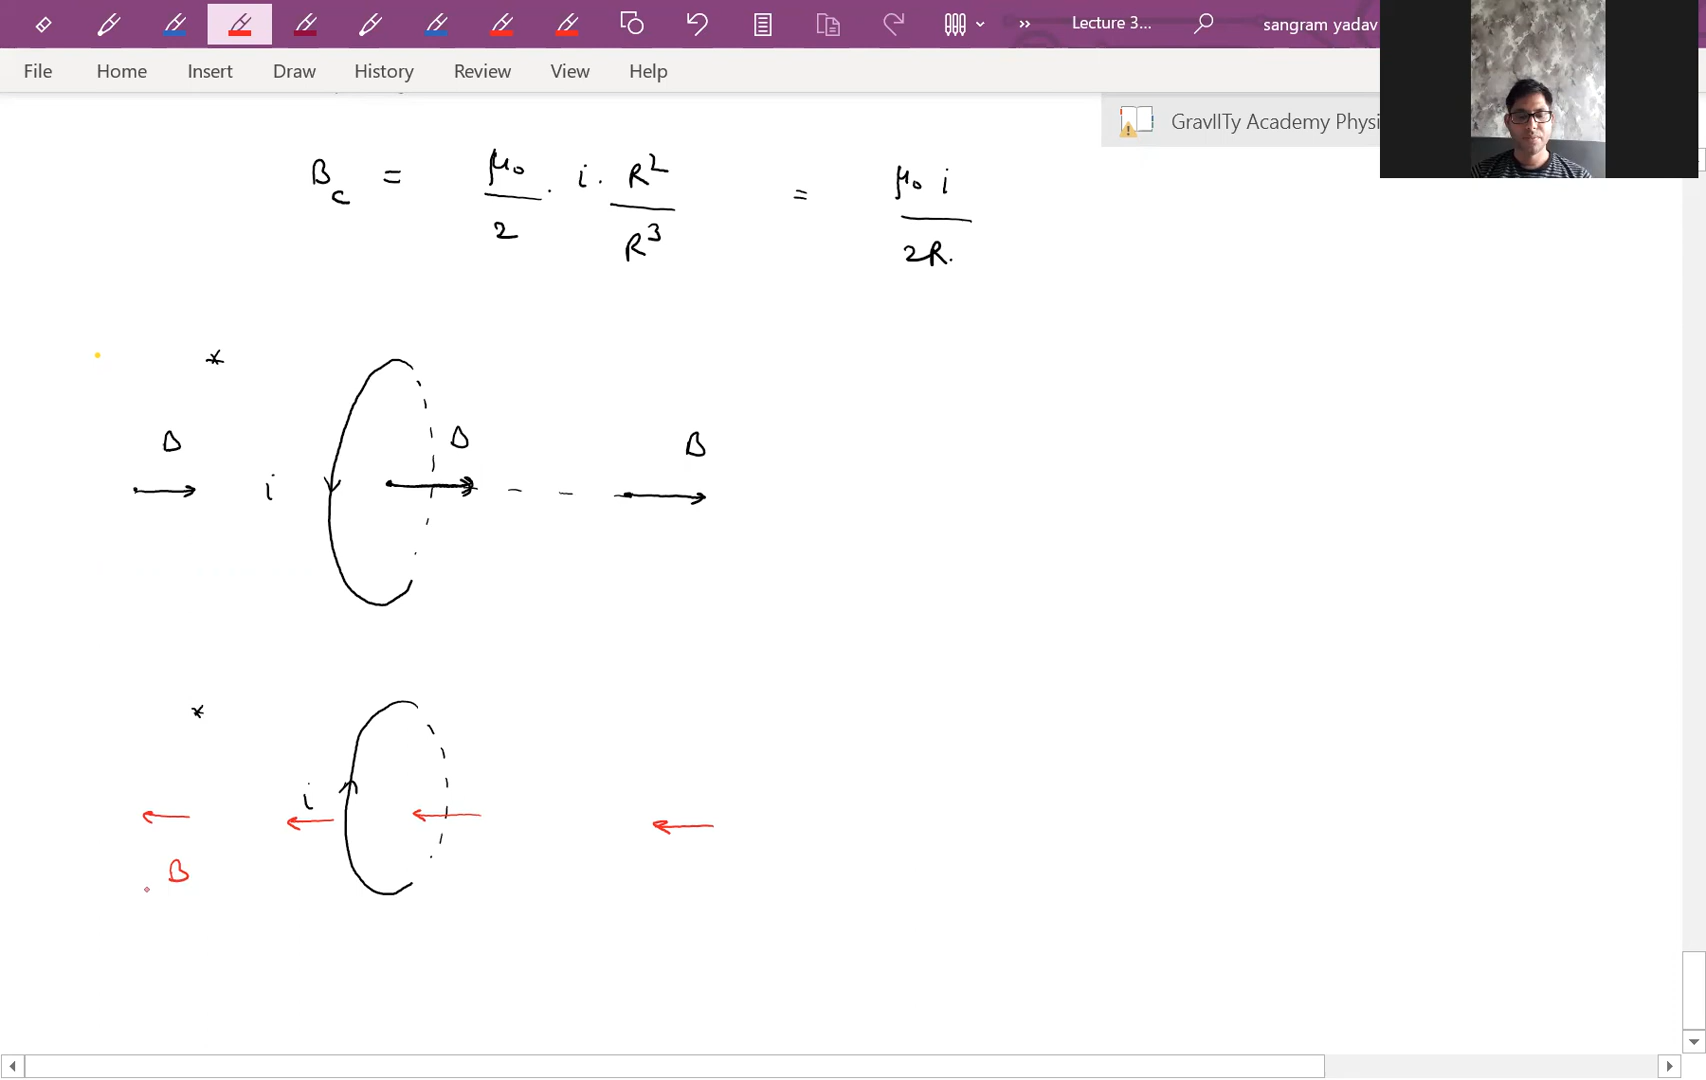 Lecture 3...
sangram yadav
File Home Insert Draw History Review View Help
GravIITy Academy Physi
B_c = μ₀/2 · i · R²/R³ = μ₀ i/2R.
*
B B B
i
*
i
B